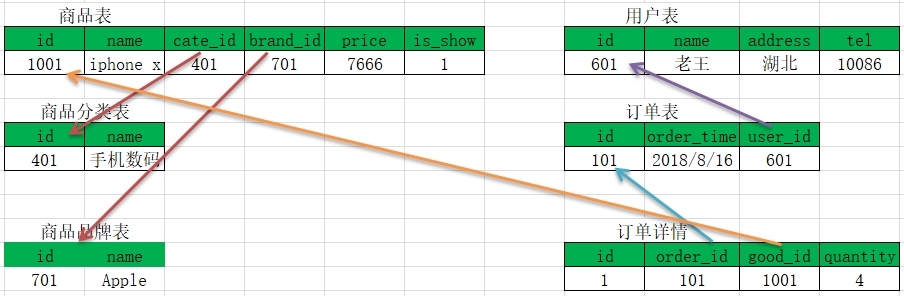 商品表
id name cate_id brand_id price is_show
1001 iphone x 401 701 7666 1
商品分类表
id name
401 手机数码
商品品牌表
id name
701 Apple
用户表
id name address tel
601 老王 湖北 10086
订单表
id order_time user_id
101 2018/8/16 601
订单详情
id order_id good_id quantity
1 101 1001 4